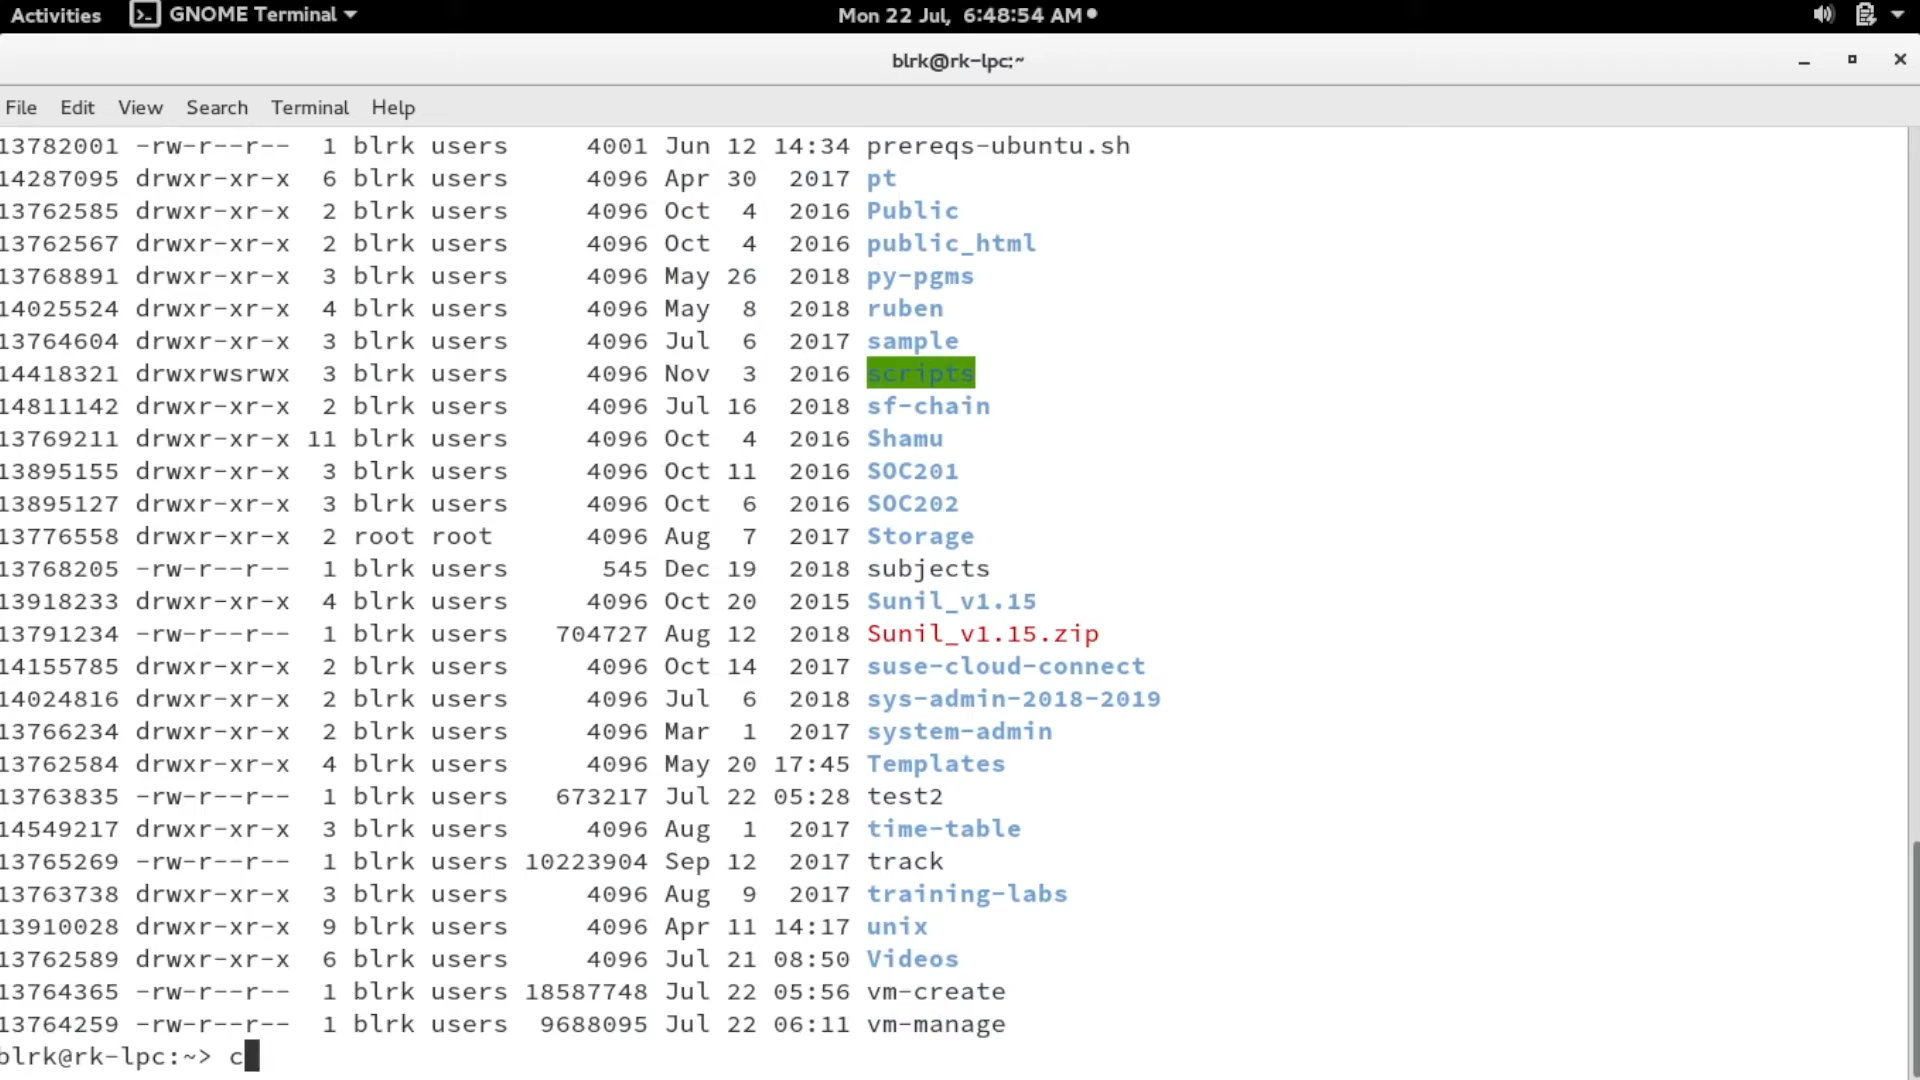 Activities GNOME Terminal Mon 22 Jul, 6:48:54 AM
blrk@rk-lpc:~
File Edit View Search Terminal Help
13782001 -rw-r--r--  1 blrk users     4001 Jun 12 14:34 prereqs-ubuntu.sh
14287095 drwxr-xr-x  6 blrk users     4096 Apr 30  2017 pt
13762585 drwxr-xr-x  2 blrk users     4096 Oct  4  2016 Public
13762567 drwxr-xr-x  2 blrk users     4096 Oct  4  2016 public_html
13768891 drwxr-xr-x  3 blrk users     4096 May 26  2018 py-pgms
14025524 drwxr-xr-x  4 blrk users     4096 May  8  2018 ruben
13764604 drwxr-xr-x  3 blrk users     4096 Jul  6  2017 sample
14418321 drwxrwsrwx  3 blrk users     4096 Nov  3  2016 scripts
14811142 drwxr-xr-x  2 blrk users     4096 Jul 16  2018 sf-chain
13769211 drwxr-xr-x 11 blrk users     4096 Oct  4  2016 Shamu
13895155 drwxr-xr-x  3 blrk users     4096 Oct 11  2016 SOC201
13895127 drwxr-xr-x  3 blrk users     4096 Oct  6  2016 SOC202
13776558 drwxr-xr-x  2 root root      4096 Aug  7  2017 Storage
13768205 -rw-r--r--  1 blrk users      545 Dec 19  2018 subjects
13918233 drwxr-xr-x  4 blrk users     4096 Oct 20  2015 Sunil_v1.15
13791234 -rw-r--r--  1 blrk users   704727 Aug 12  2018 Sunil_v1.15.zip
14155785 drwxr-xr-x  2 blrk users     4096 Oct 14  2017 suse-cloud-connect
14024816 drwxr-xr-x  2 blrk users     4096 Jul  6  2018 sys-admin-2018-2019
13766234 drwxr-xr-x  2 blrk users     4096 Mar  1  2017 system-admin
13762584 drwxr-xr-x  4 blrk users     4096 May 20 17:45 Templates
13763835 -rw-r--r--  1 blrk users   673217 Jul 22 05:28 test2
14549217 drwxr-xr-x  3 blrk users     4096 Aug  1  2017 time-table
13765269 -rw-r--r--  1 blrk users 10223904 Sep 12  2017 track
13763738 drwxr-xr-x  3 blrk users     4096 Aug  9  2017 training-labs
13910028 drwxr-xr-x  9 blrk users     4096 Apr 11 14:17 unix
13762589 drwxr-xr-x  6 blrk users     4096 Jul 21 08:50 Videos
13764365 -rw-r--r--  1 blrk users 18587748 Jul 22 05:56 vm-create
13764259 -rw-r--r--  1 blrk users  9688095 Jul 22 06:11 vm-manage
blrk@rk-lpc:~> c